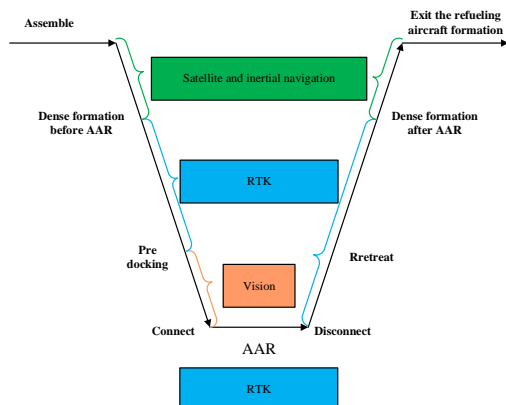 Assemble
Exit the refueling
aircraft formation
Satellite and inertial navigation
Dense formation
before AAR
Dense formation
after AAR
RTK
Pre
docking
Rretreat
Vision
Connect
Disconnect
AAR
RTK